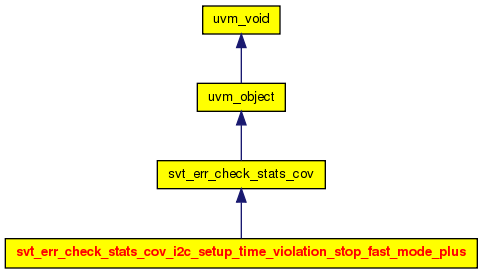 uvm_void
uvm_object
svt_err_check_stats_cov
svt_err_check_stats_cov_i2c_setup_time_violation_stop_fast_mode_plus